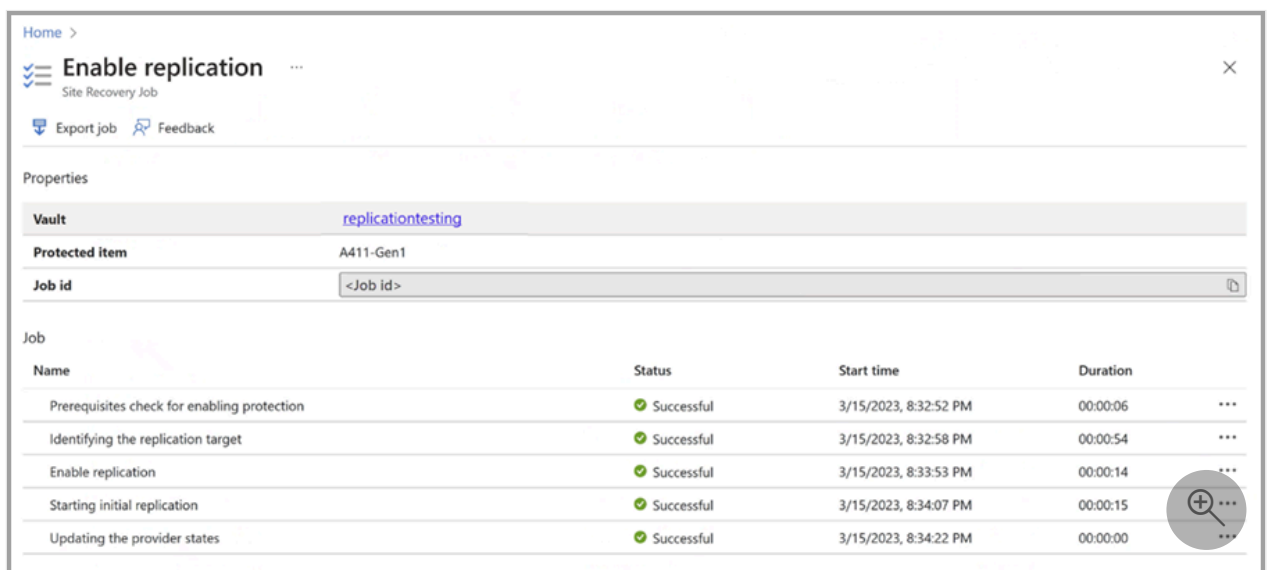 Home >
Enable replication ...
Site Recovery Job
Export job Feedback
Properties
Vault replicationtesting
Protected item A411-Gen1
Job id <Job id>
Job
Name Status Start time Duration
Prerequisites check for enabling protection Successful 3/15/2023, 8:32:52 PM 00:00:06 ...
Identifying the replication target Successful 3/15/2023, 8:32:58 PM 00:00:54 ...
Enable replication Successful 3/15/2023, 8:33:53 PM 00:00:14 ...
Starting initial replication Successful 3/15/2023, 8:34:07 PM 00:00:15 ...
Updating the provider states Successful 3/15/2023, 8:34:22 PM 00:00:00 ...